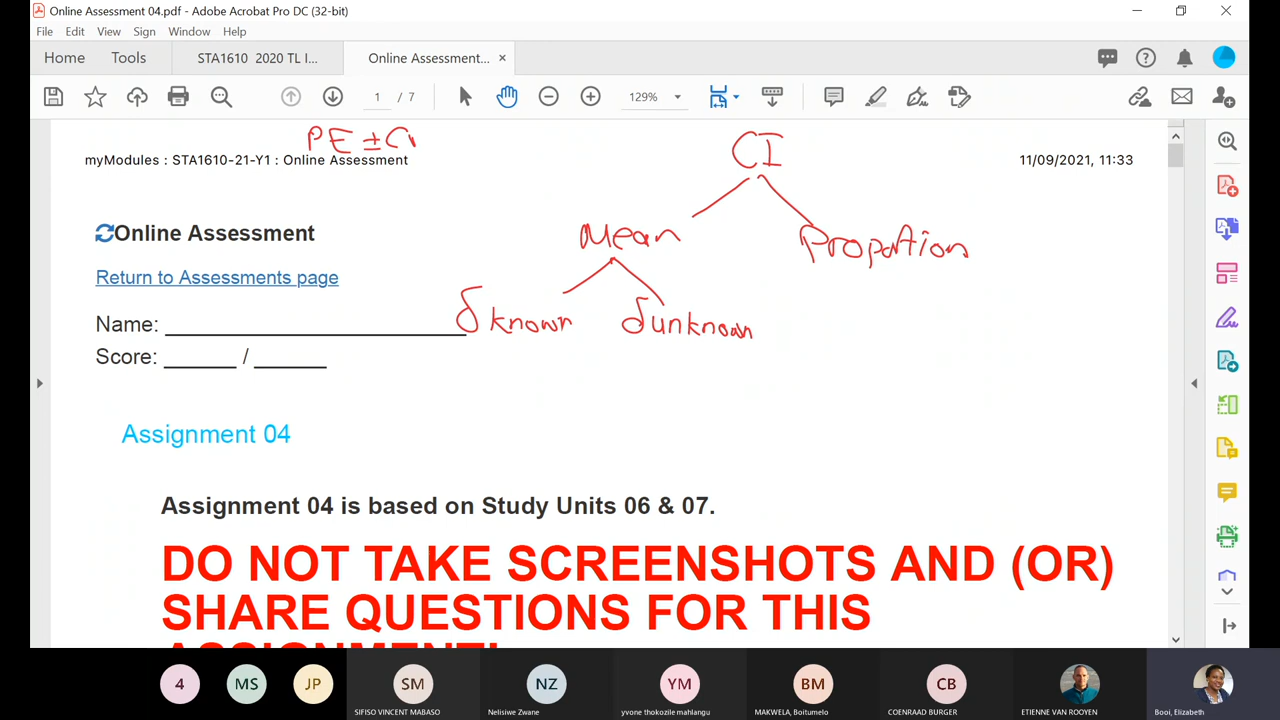 Online Assessment 04.pdf - Adobe Acrobat Pro DC (32-bit)
File Edit View Sign Window Help
Home Tools STA1610 2020 TL I... Online Assessment... ×
1 / 7 129%
PE ± C
CI
myModules : STA1610-21-Y1 : Online Assessment 11/09/2021, 11:33
Mean Propotion
Online Assessment
Return to Assessments page
δ known δ unknown
Name:
Score: /
Assignment 04
Assignment 04 is based on Study Units 06 & 07.
DO NOT TAKE SCREENSHOTS AND (OR)
SHARE QUESTIONS FOR THIS
ASSIGNMENT!
4 MS JP SM NZ YM BM CB
SIFISO VINCENT MABASO Nelisiwe Zwane yvone thokozile mahlangu MAKWELA, Boitumelo COENRAAD BURGER ETIENNE VAN ROOYEN Booi, Elizabeth